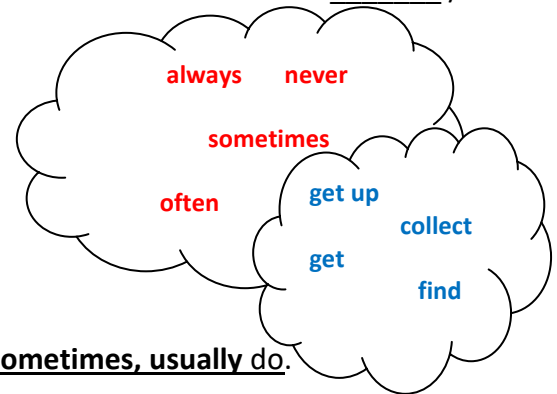 always never
sometimes
get up
often
collect
get
find
ometimes, usually do.